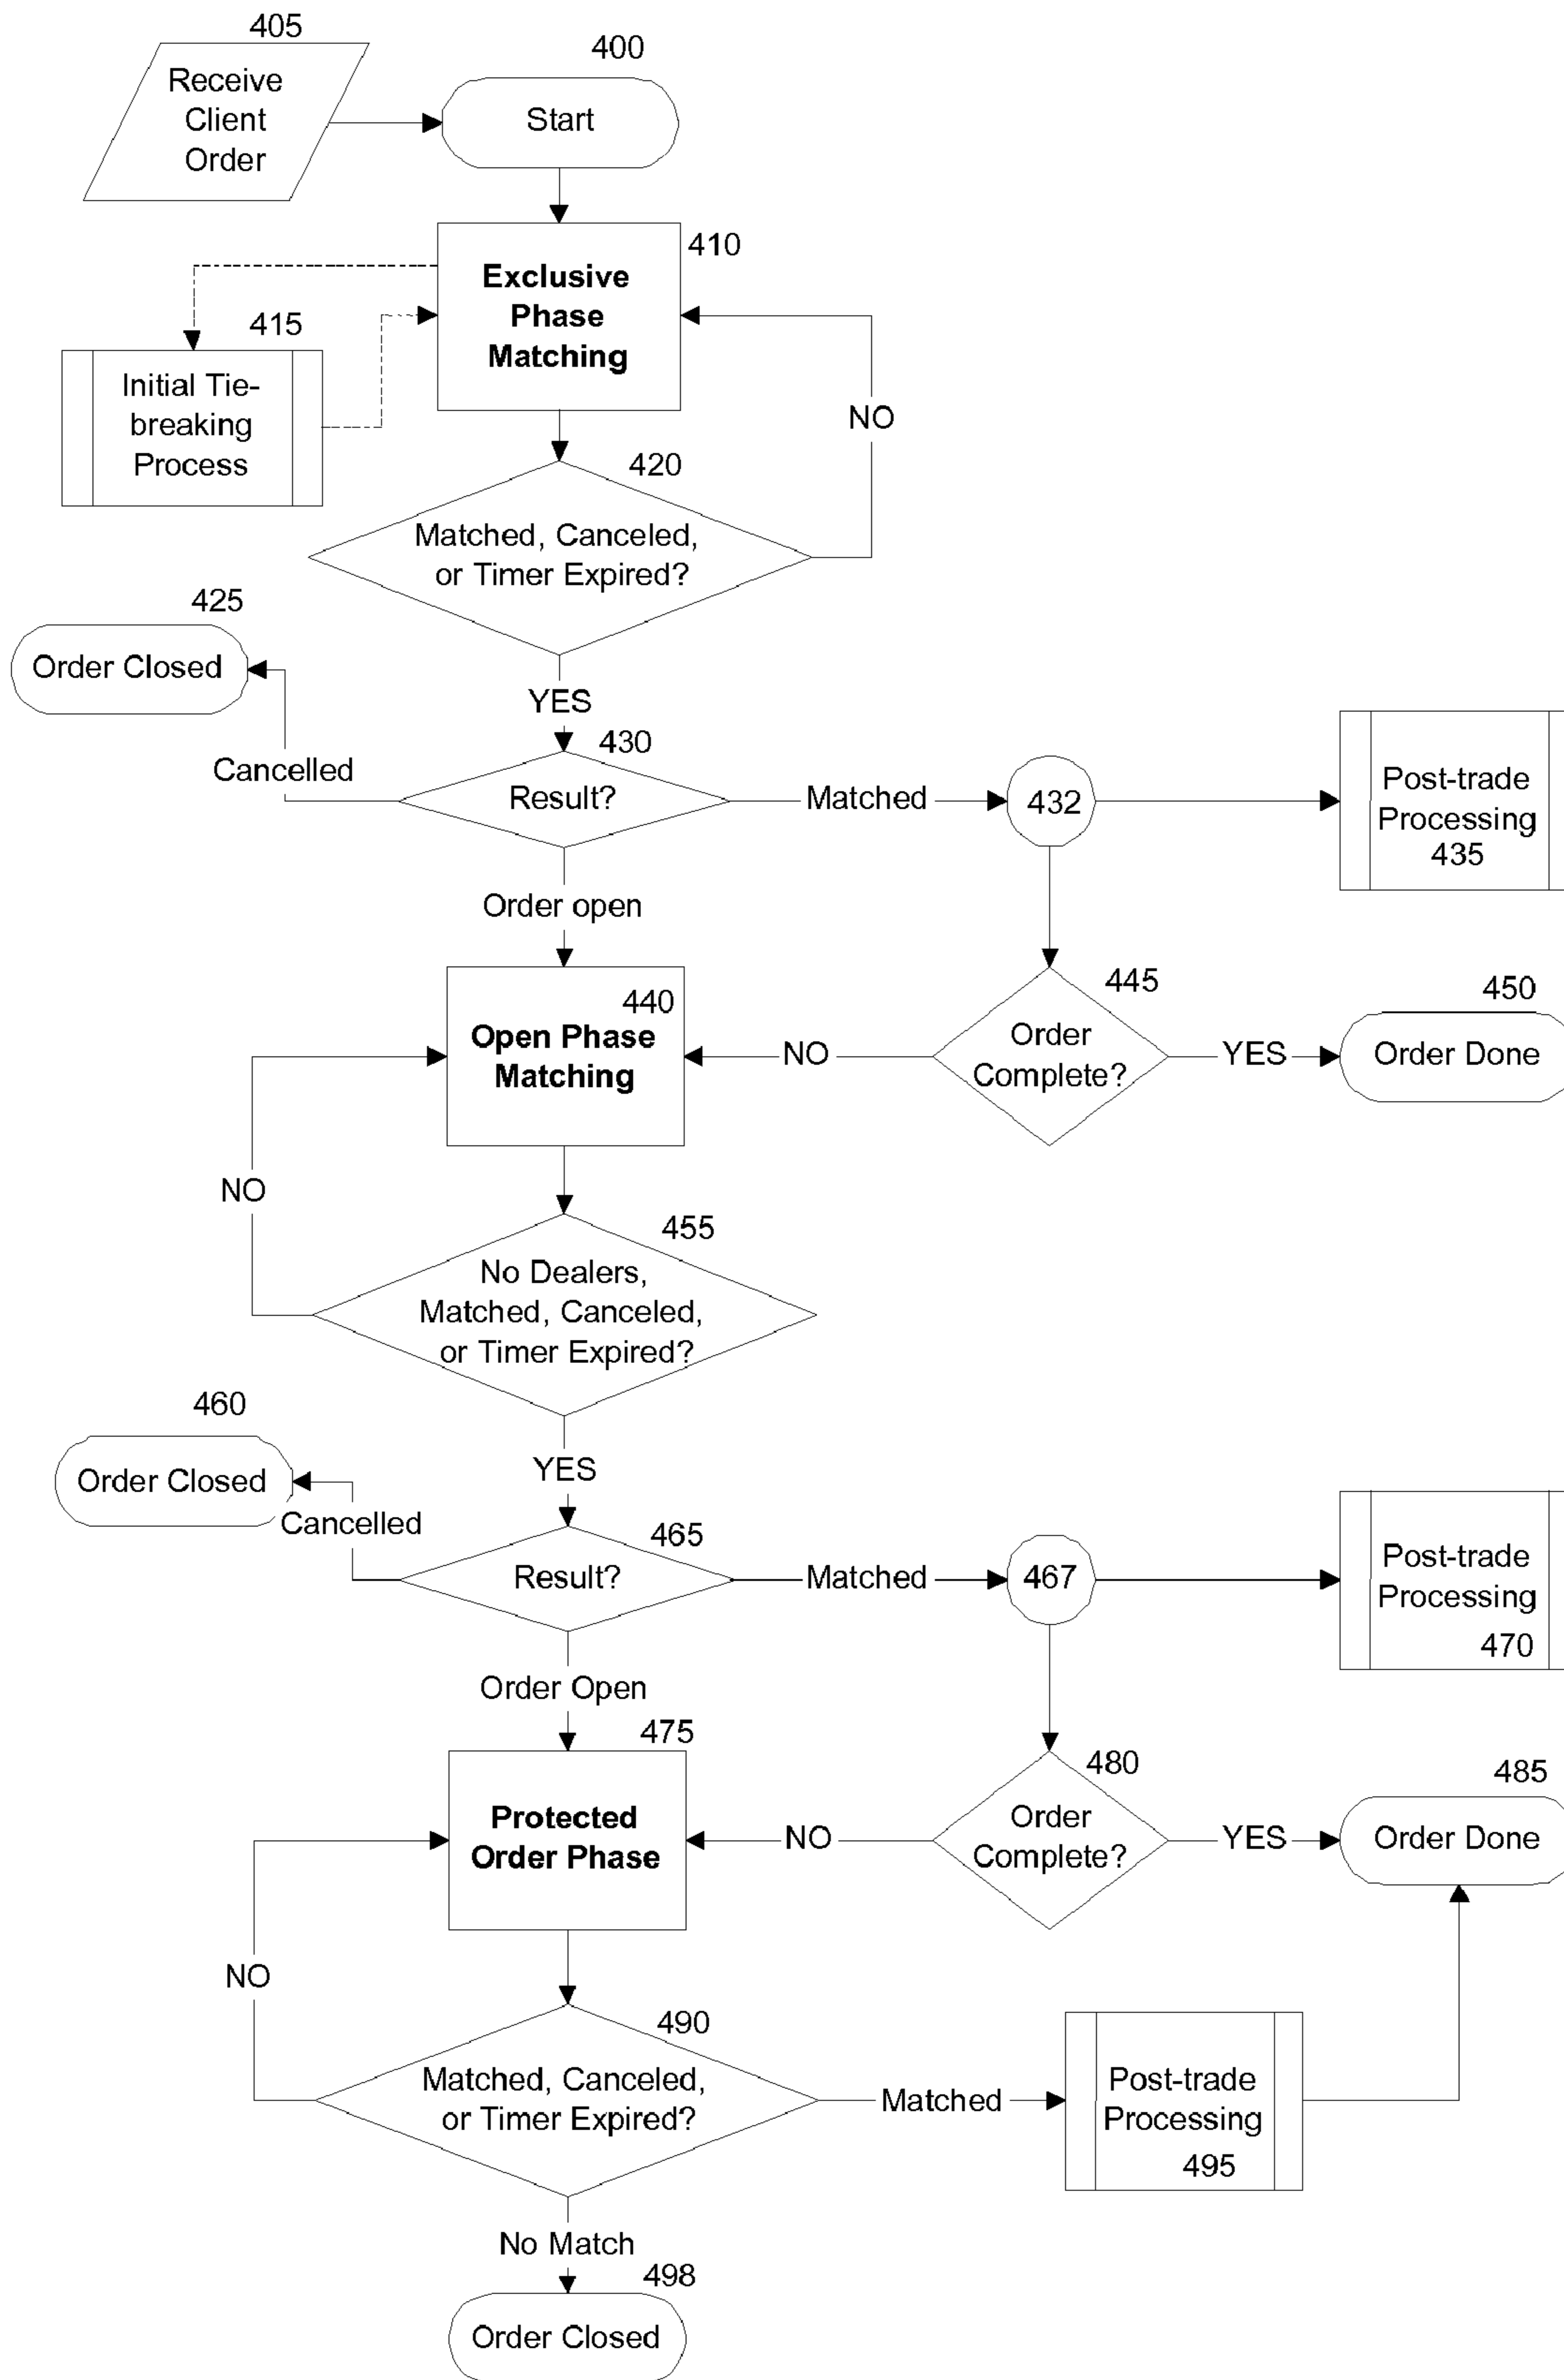 405
Receive
Client
Order
400
Start
410
Exclusive
Phase
Matching
415
Initial Tie-
breaking
Process
NO
420
Matched, Canceled,
or Timer Expired?
425
Order Closed
YES
430
Cancelled
Result?
Matched
432
Post-trade
Processing
435
Order open
440
Open Phase
Matching
NO
445
Order
Complete?
YES
450
Order Done
NO
455
No Dealers,
Matched, Canceled,
or Timer Expired?
460
Order Closed
YES
Cancelled
465
Result?
Matched
467
Post-trade
Processing
470
Order Open
475
Protected
Order Phase
NO
480
Order
Complete?
YES
485
Order Done
NO
490
Matched, Canceled,
or Timer Expired?
Matched
Post-trade
Processing
495
No Match
498
Order Closed